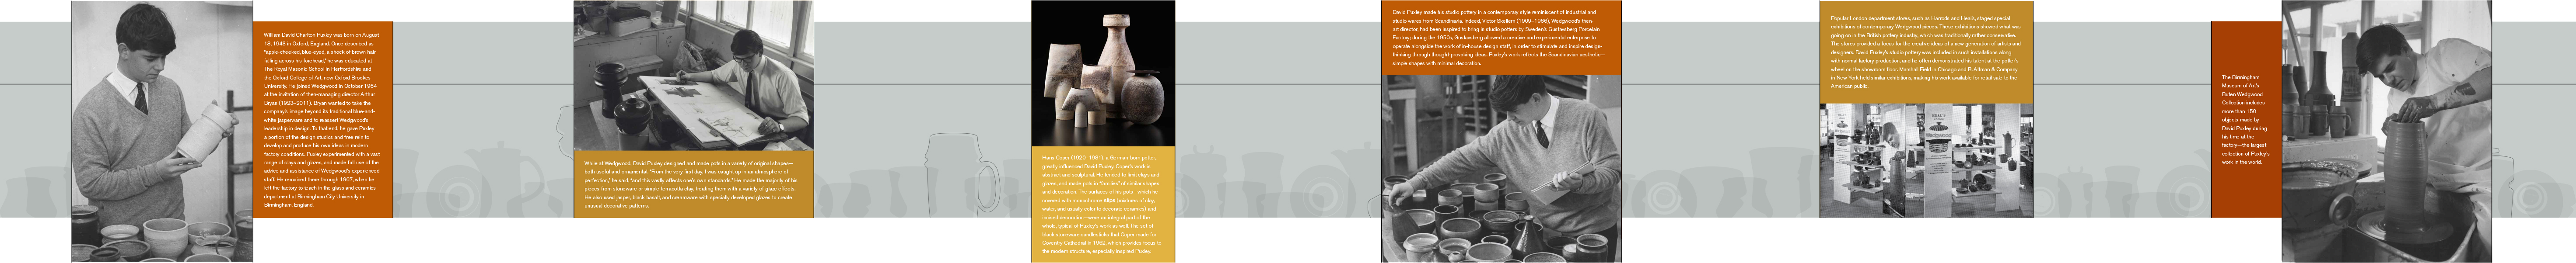 William David Charlton Puxley was born on August
18, 1943 in Oxford, England. Once described as
"apple-cheeked, blue-eyed, a shock of brown hair
falling across his forehead," he was educated at
The Royal Masonic School in Hertfordshire and
the Oxford College of Art, now Oxford Brookes
University. He joined Wedgwood in October 1964
at the invitation of then-managing director Arthur
Bryan (1923–2011). Bryan wanted to take the
company's image beyond its traditional blue-and-
white jasperware and to reassert Wedgwood's
leadership in design. To that end, he gave Puxley
a portion of the design studios and free rein to
develop and produce his own ideas in modern
factory conditions. Puxley experimented with a vast
range of clays and glazes, and made full use of the
advice and assistance of Wedgwood's experienced
staff. He remained there through 1967, when he
left the factory to teach in the glass and ceramics
department at Birmingham City University in
Birmingham, England.
While at Wedgwood, David Puxley designed and made pots in a variety of original shapes—
both useful and ornamental. "From the very first day, I was caught up in an atmosphere of
perfection," he said, "and this vastly affects one's own standards." He made the majority of his
pieces from stoneware or simple terracotta clay, treating them with a variety of glaze effects.
He also used jasper, black basalt, and creamware with specially developed glazes to create
unusual decorative patterns.
Hans Coper (1920–1981), a German-born potter,
greatly influenced David Puxley. Coper's work is
abstract and sculptural. He tended to limit clays and
glazes, and made pots in "families" of similar shapes
and decoration. The surfaces of his pots—which he
covered with monochrome slips (mixtures of clay,
water, and usually color to decorate ceramics) and
incised decoration—were an integral part of the
whole, typical of Puxley's work as well. The set of
black stoneware candlesticks that Coper made for
Coventry Cathedral in 1962, which provides focus to
the modern structure, especially inspired Puxley.
David Puxley made his studio pottery in a contemporary style reminiscent of industrial and
studio wares from Scandinavia. Indeed, Victor Skellern (1909–1966), Wedgwood's then-
art director, had been inspired to bring in studio potters by Sweden's Gustavsberg Porcelain
Factory; during the 1950s, Gustavsberg allowed a creative and experimental enterprise to
operate alongside the work of in-house design staff, in order to stimulate and inspire design-
thinking through thought-provoking ideas. Puxley's work reflects the Scandinavian aesthetic—
simple shapes with minimal decoration.
Popular London department stores, such as Harrods and Heal's, staged special
exhibitions of contemporary Wedgwood pieces. These exhibitions showed what was
going on in the British pottery industry, which was traditionally rather conservative.
The stores provided a focus for the creative ideas of a new generation of artists and
designers. David Puxley's studio pottery was included in such installations along
with normal factory production, and he often demonstrated his talent at the potter's
wheel on the showroom floor. Marshall Field in Chicago and B. Altman & Company
in New York held similar exhibitions, making his work available for retail sale to the
American public.
HEAL'S
Wedgwood
The Birmingham
Museum of Art's
Buten Wedgwood
Collection includes
more than 150
objects made by
David Puxley during
his time at the
factory—the largest
collection of Puxley's
work in the world.